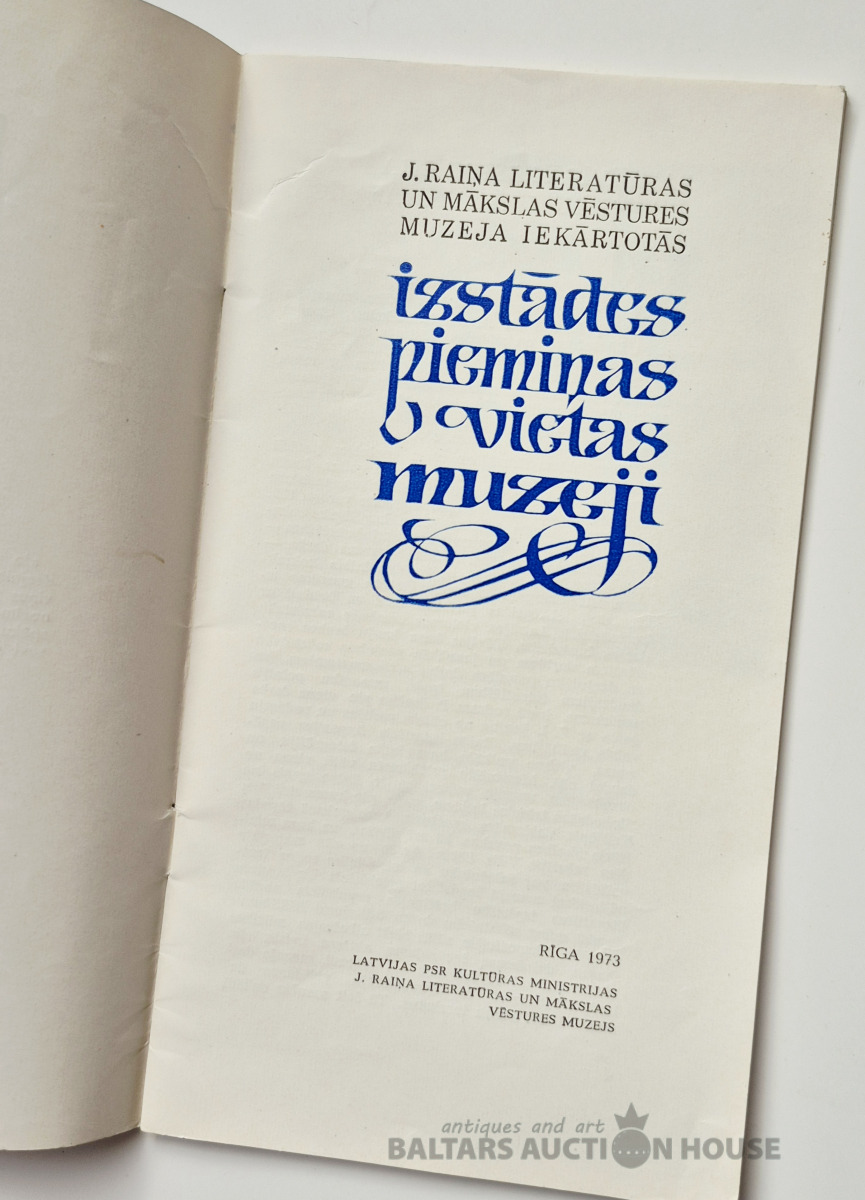 J. RAIŅA LITERATŪRAS
UN MĀKSLAS VĒSTURES
MUZEJA IEKĀRTOTĀS
izstādes
piemiņas
vietas
muzeji
RĪGA 1973
LATVIJAS PSR KULTŪRAS MINISTRIJAS
J. RAIŅA LITERATŪRAS UN MĀKSLAS
VĒSTURES MUZEJS
antiques and art
BALTARS AUCTION HOUSE